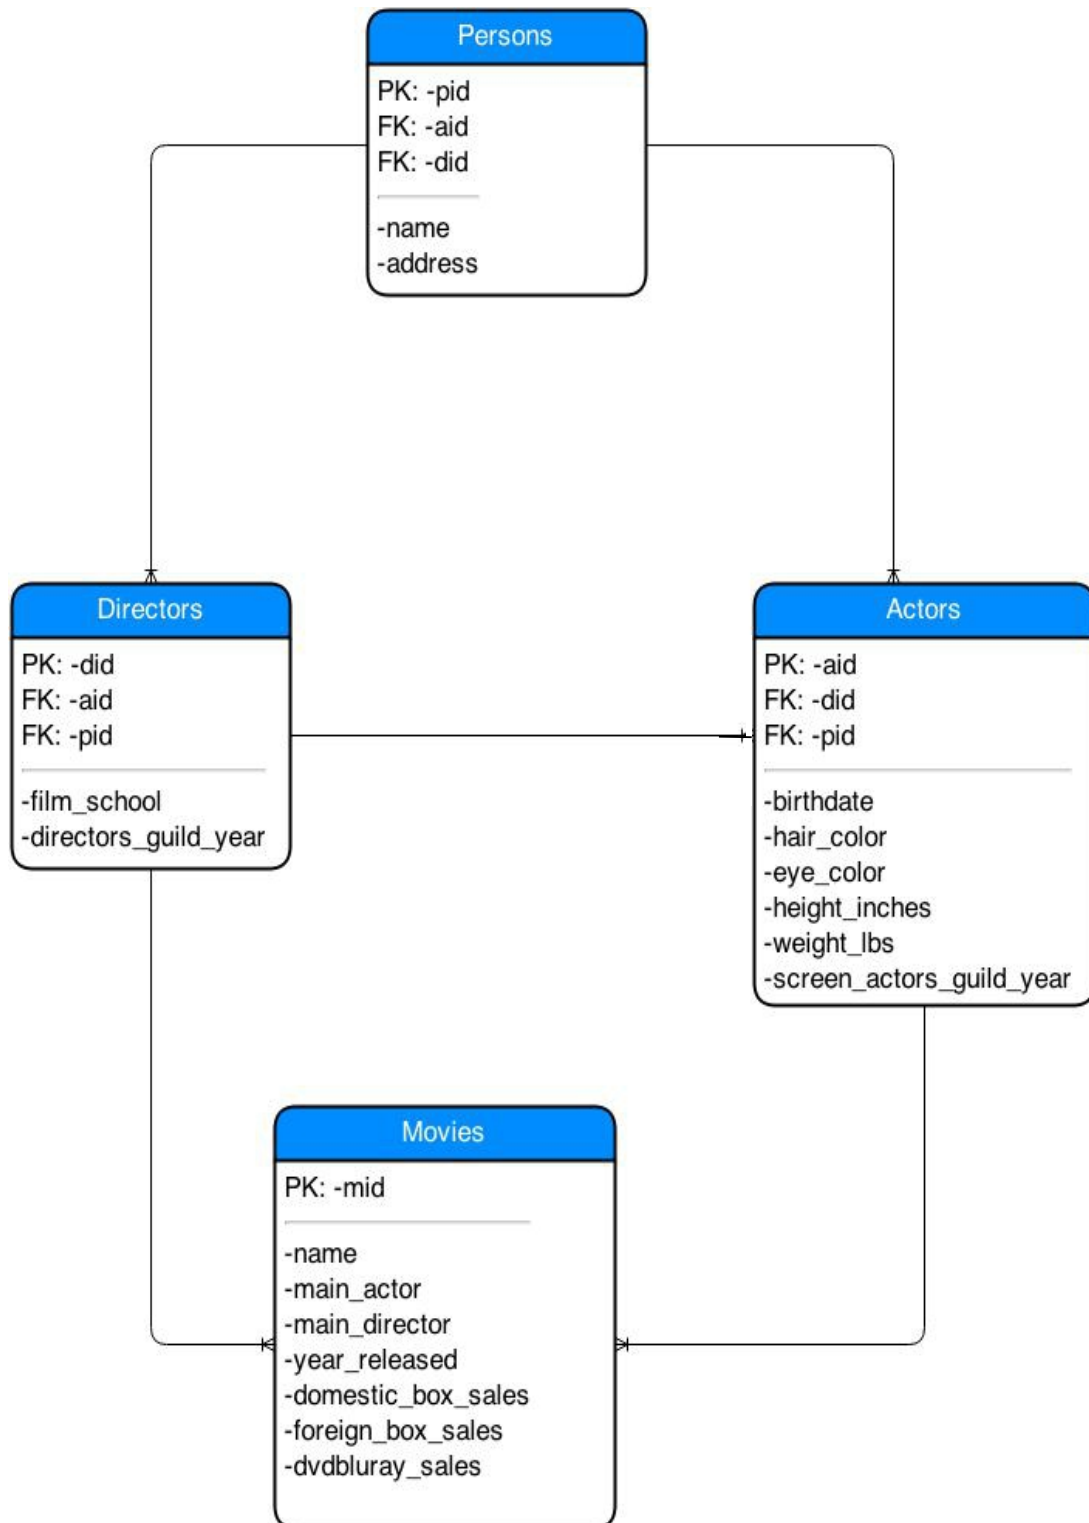 Persons
PK: -pid
FK: -aid
FK: -did
-name
-address
Directors
PK: -did
FK: -aid
FK: -pid
-film_school
-directors_guild_year
Actors
PK: -aid
FK: -did
FK: -pid
-birthdate
-hair_color
-eye_color
-height_inches
-weight_lbs
-screen_actors_guild_year
Movies
PK: -mid
-name
-main_actor
-main_director
-year_released
-domestic_box_sales
-foreign_box_sales
-dvdbluray_sales